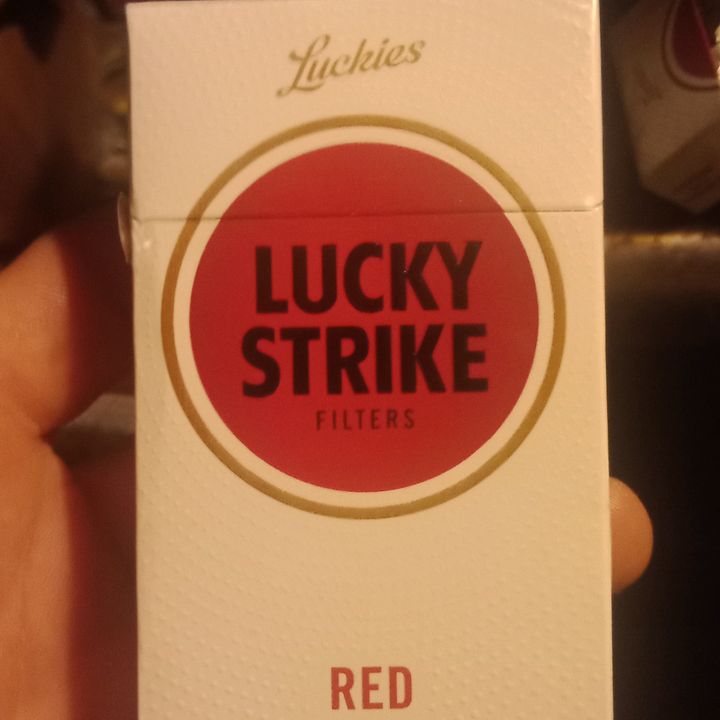 Luckies
LUCKY
STRIKE
FILTERS
RED